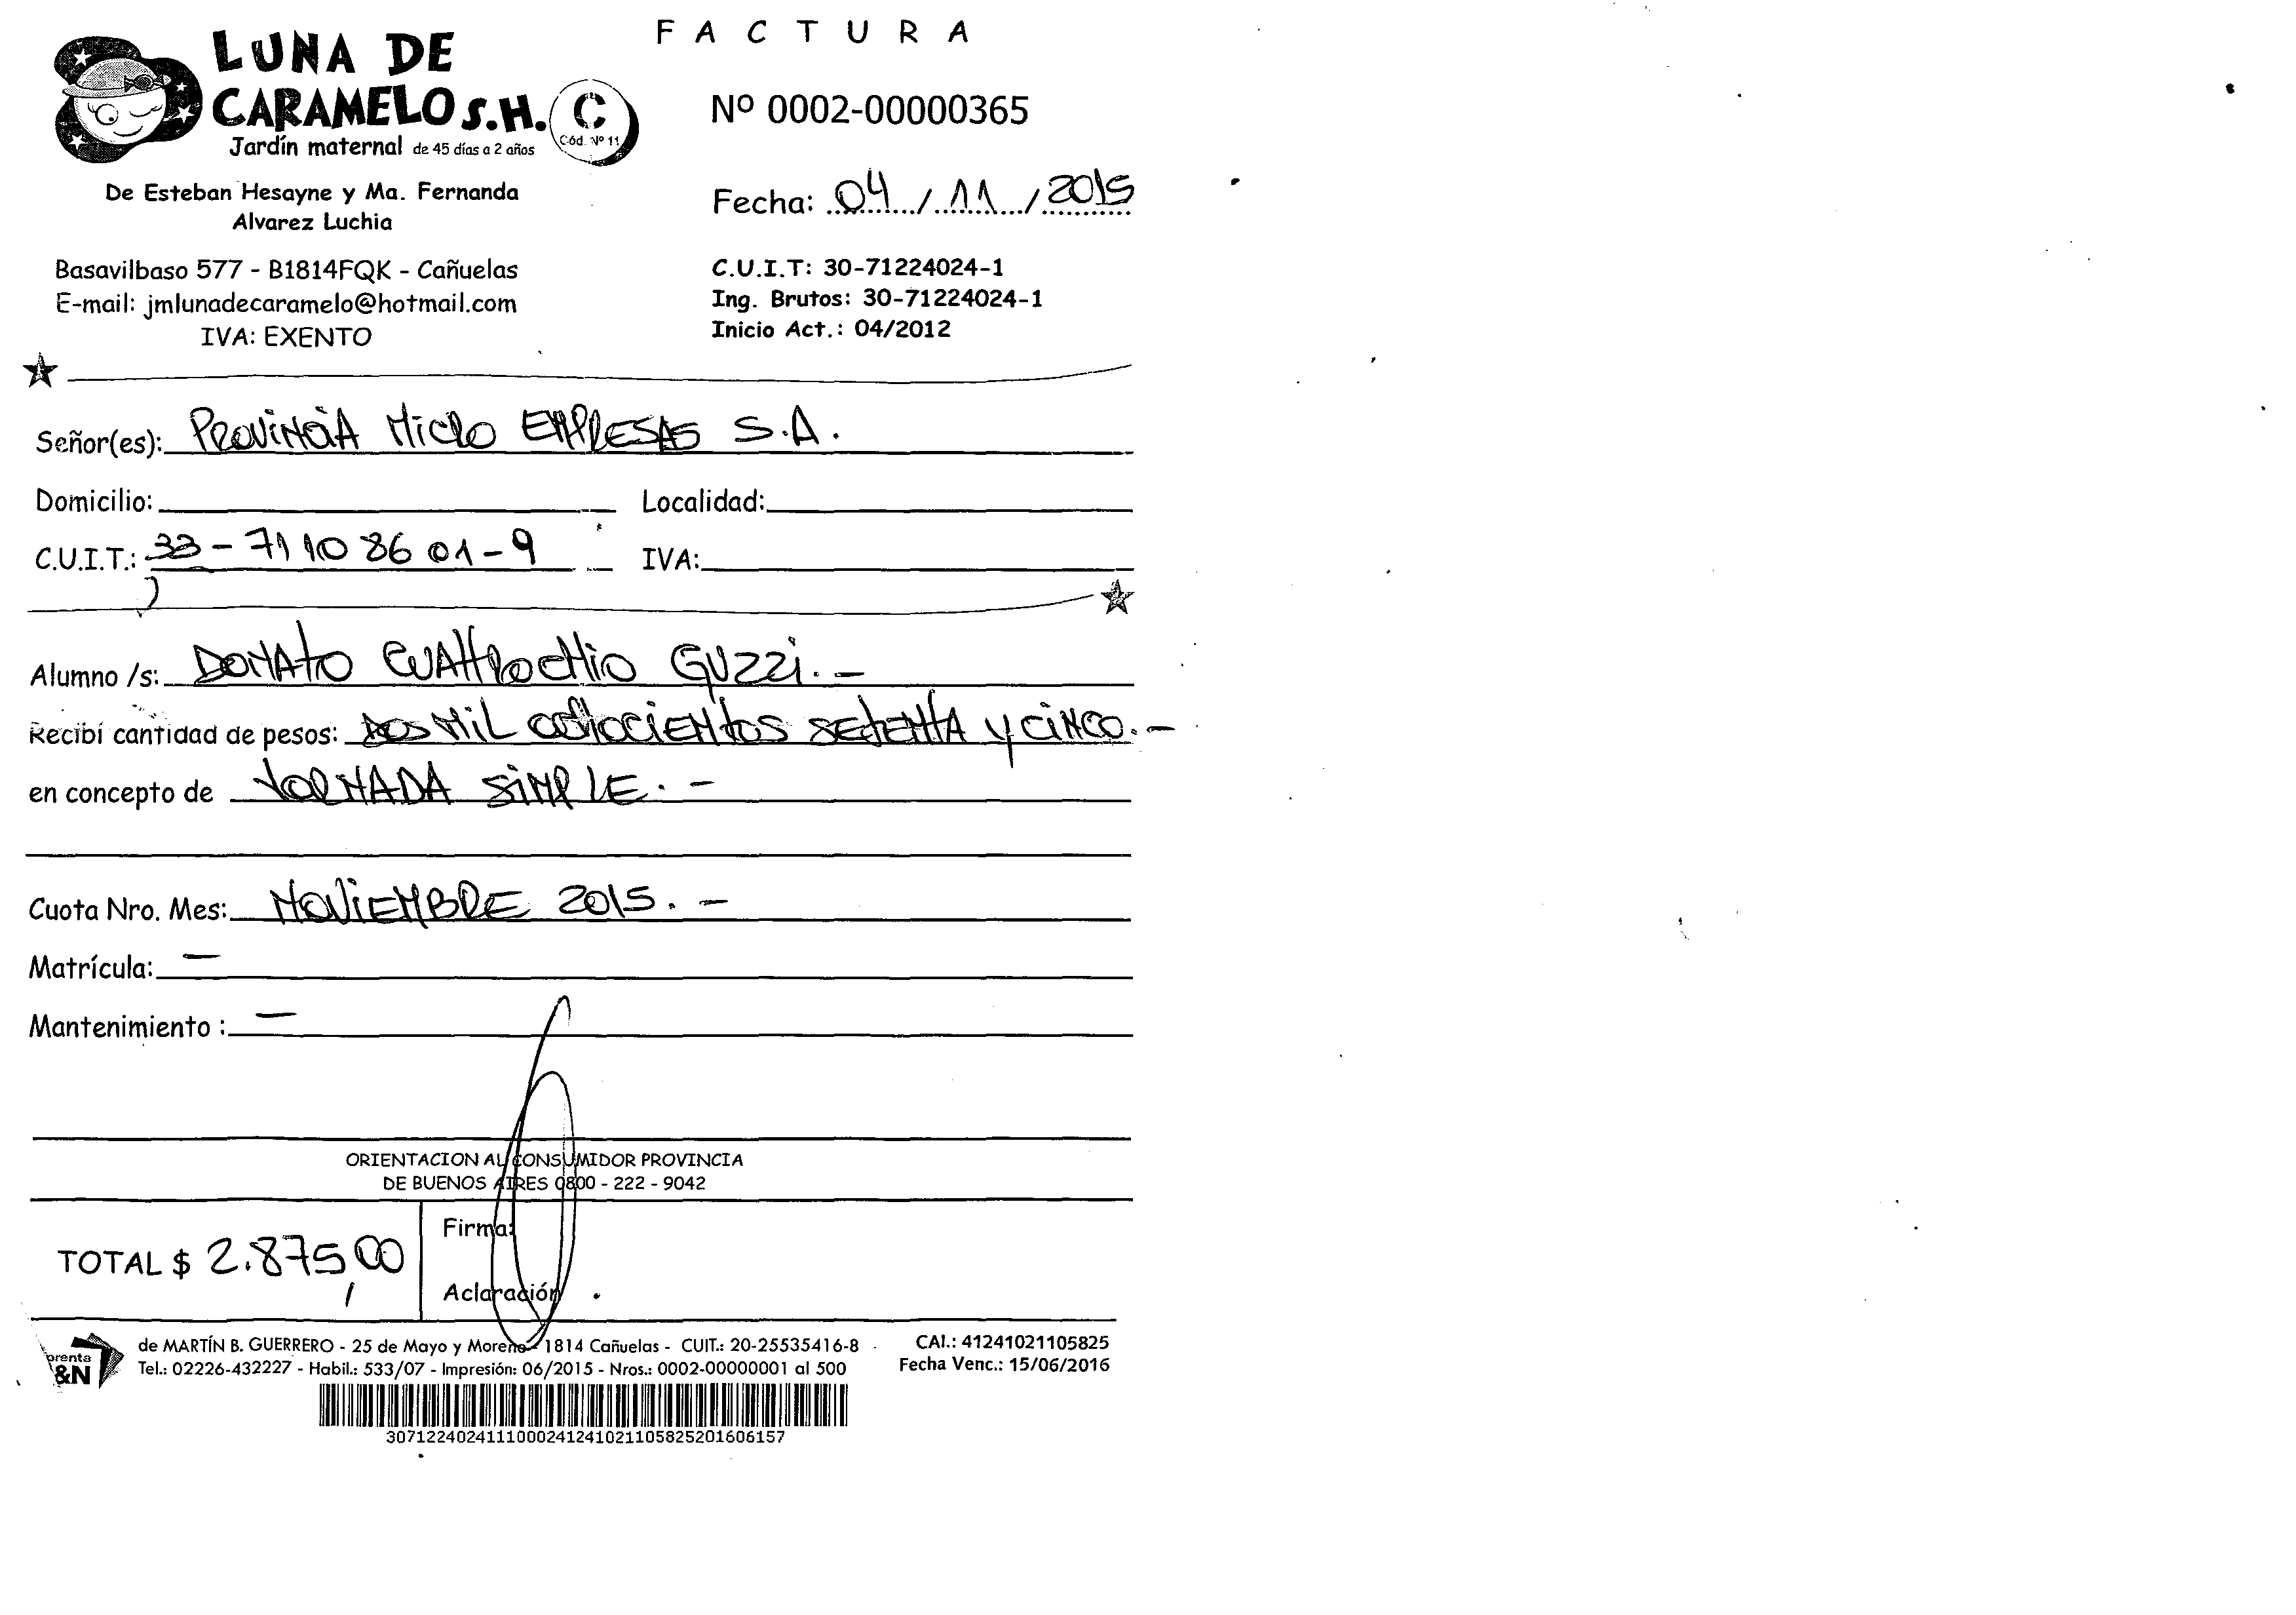 FACTURA
LUNA DE
CARAMELO S.H.
C
Cód. Nº 11
Jardín maternal de 45 días a 2 años
Nº 0002-00000365
De Esteban Hesayne y Ma. Fernanda
Alvarez Luchia
Fecha: 04/11/2015
Basavilbaso 577 - B1814FQK - Cañuelas
E-mail: jmlunadecaramelo@hotmail.com
IVA: EXENTO
C.U.I.T: 30-71224024-1
Ing. Brutos: 30-71224024-1
Inicio Act.: 04/2012
Señor(es): PROVINCIA MICRO EMPRESAS S.A.
Domicilio: Localidad:
C.U.I.T.: 33-71108601-9 IVA:
Alumno /s: DONATO CUATTROCHIO GUZZI.-
Recibí cantidad de pesos: DOS MIL OCHOCIENTOS SETENTA Y CINCO.-
en concepto de JORNADA SIMPLE.-
Cuota Nro. Mes: NOVIEMBRE 2015.-
Matrícula: -
Mantenimiento : -
ORIENTACION AL CONSUMIDOR PROVINCIA
DE BUENOS AIRES 0800 - 222 - 9042
TOTAL $ 2.875,00
Firma:
Aclaración
prenta
&N
de MARTÍN B. GUERRERO - 25 de Mayo y Moreno - 1814 Cañuelas - CUIT.: 20-25535416-8
Tel.: 02226-432227 - Habil.: 533/07 - Impresión: 06/2015 - Nros.: 0002-00000001 al 500
CAI.: 41241021105825
Fecha Venc.: 15/06/2016
3071224024111000241241021105825201606157